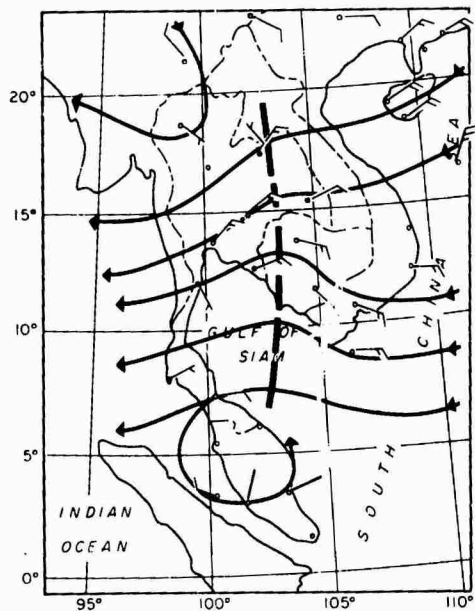 20°
15°
10°
5°
0°
95°
100°
105°
110°
GULF OF
SIAM
INDIAN
OCEAN
SOUTH
CHINA
SEA